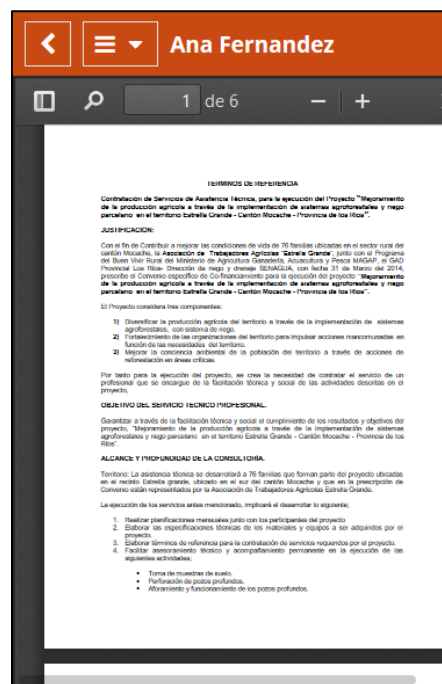 Ana Fernandez
1 de 6
TERMINOS DE REFERENCIA
Contratación de Servicios de Asistencia Técnica, para la ejecución del Proyecto "Mejoramiento
de la producción agrícola a través de la implementación de sistemas agroforestales y riego
parcelario en el territorio Estrella Grande - Cantón Mocache - Provincia de los Ríos".
JUSTIFICACIÓN:
Con el fin de Contribuir a mejorar las condiciones de vida de 76 familias ubicadas en el sector rural del
cantón Mocache, la Asociación de Trabajadores Agrícolas "Estrella Grande", junto con el Programa
del Buen Vivir Rural del Ministerio de Agricultura Ganadería, Acuacultura y Pesca MAGAP, el GAD
Provincial Los Ríos- Dirección de riego y drenaje SENAGUA, con fecha 31 de Marzo del 2014,
prescribe el Convenio específico de Co-financiamiento para la ejecución del proyecto "Mejoramiento
de la producción agrícola a través de la implementación de sistemas agroforestales y riego
parcelario en el territorio Estrella Grande - Cantón Mocache - Provincia de los Ríos".
El Proyecto considera tres componentes:
1) Diversificar la producción agrícola del territorio a través de la implementación de sistemas
agroforestales, con sistema de riego.
2) Fortalecimiento de las organizaciones del territorio para impulsar acciones mancomunadas en
función de las necesidades del territorio.
3) Mejorar la conciencia ambiental de la población del territorio a través de acciones de
reforestación en áreas críticas.
Por tanto para la ejecución del proyecto, se crea la necesidad de contratar el servicio de un
profesional que se encargue de la facilitación técnica y social de las actividades descritas en el
proyecto,
OBJETIVO DEL SERVICIO TECNICO PROFESIONAL.
Garantizar a través de la facilitación técnica y social el cumplimiento de los resultados y objetivos del
proyecto, "Mejoramiento de la producción agrícola a través de la implementación de sistemas
agroforestales y riego parcelario en el territorio Estrella Grande - Cantón Mocache - Provincia de los
Ríos".
ALCANCE Y PROFUNDIDAD DE LA CONSULTORÍA.
Territorio: La asistencia técnica se desarrollará a 76 familias que forman parte del proyecto ubicadas
en el recinto Estrella grande, ubicado en el sur del cantón Mocache y que en la prescripción de
Convenio están representados por la Asociación de Trabajadores Agrícolas Estrella Grande.
La ejecución de los servicios antes mencionado, implicará el desarrollar lo siguiente;
1. Realizar planificaciones mensuales junto con los participantes del proyecto
2. Elaborar las especificaciones técnicas de los materiales y equipos a ser adquiridos por el
proyecto.
3. Elaborar términos de referencia para la contratación de servicios requeridos por el proyecto.
4. Facilitar asesoramiento técnico y acompañamiento permanente en la ejecución de las
siguientes actividades;
• Toma de muestras de suelo.
• Perforación de pozos profundos.
• Aforamiento y funcionamiento de los pozos profundos.